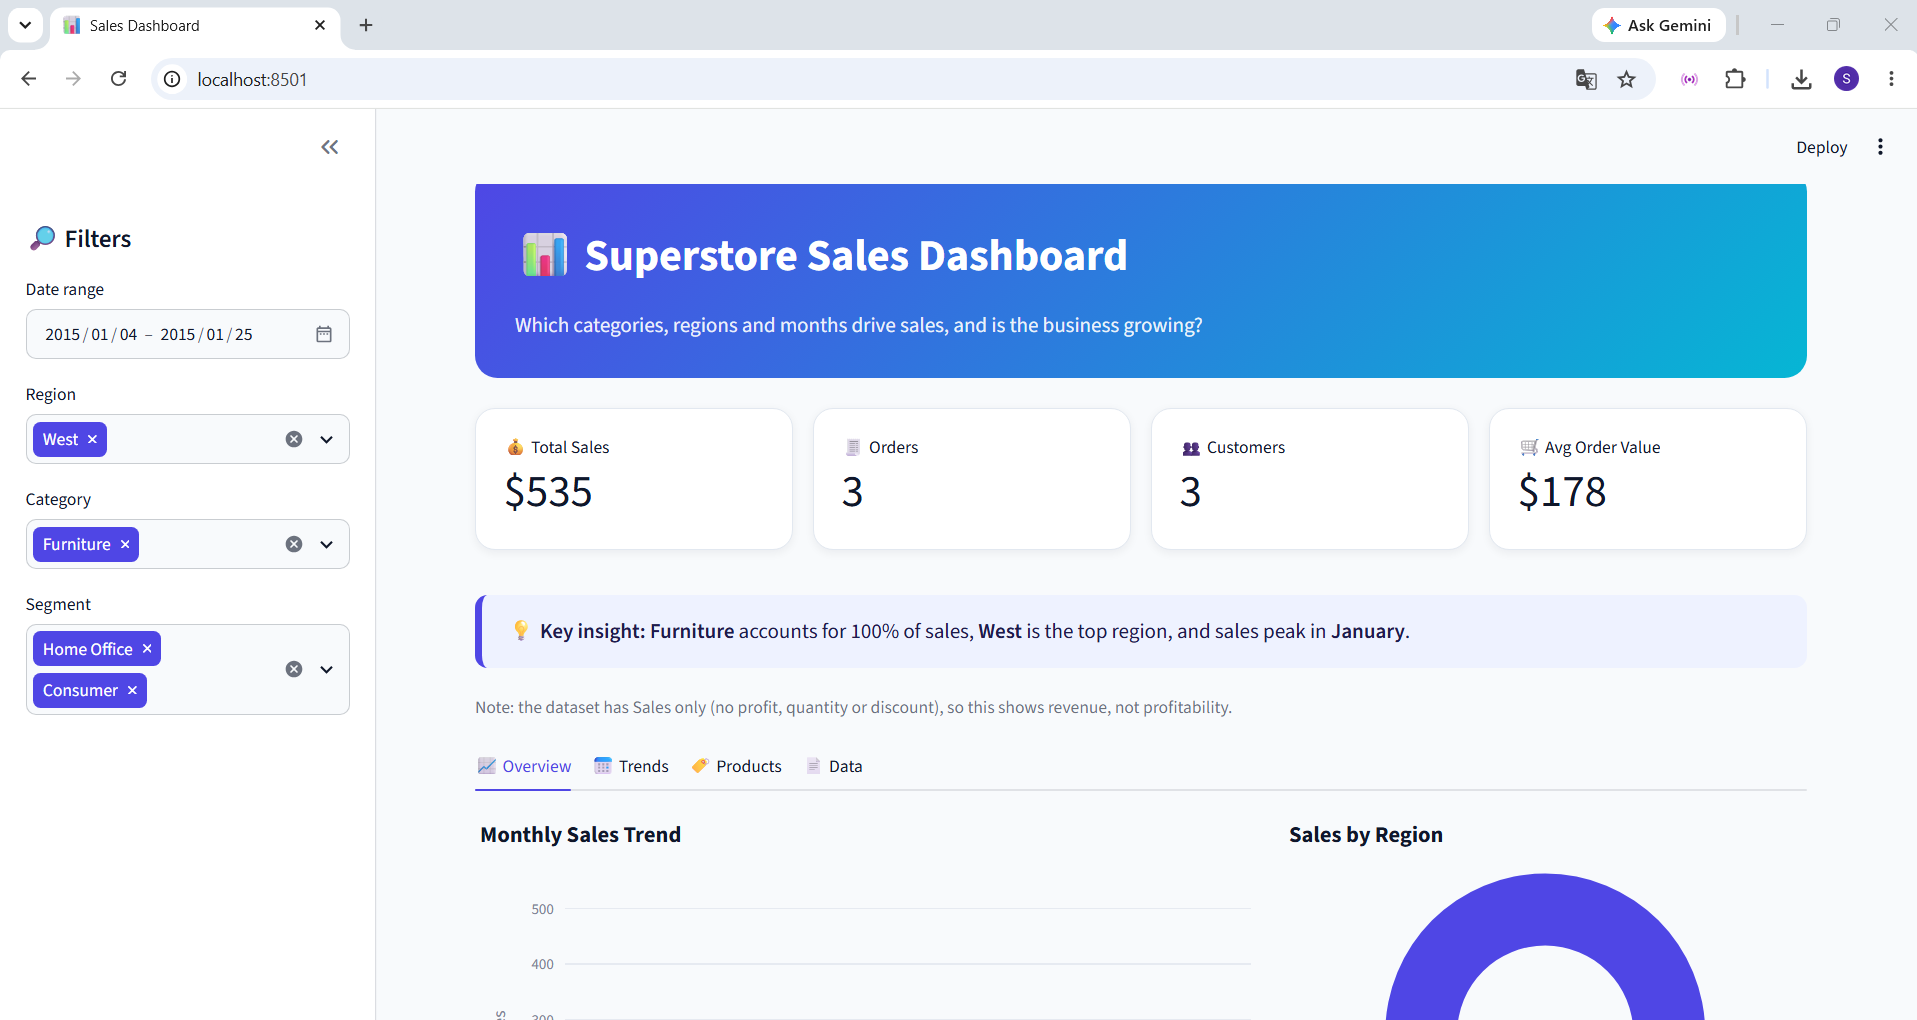 Sales Dashboard
Ask Gemini
localhost:8501
S
Deploy
Filters
Date range
2015/01/04 – 2015/01/25
Region
West
Category
Furniture
Segment
Home Office
Consumer
Superstore Sales Dashboard
Which categories, regions and months drive sales, and is the business growing?
Total Sales
$535
Orders
3
Customers
3
Avg Order Value
$178
Key insight: Furniture accounts for 100% of sales, West is the top region, and sales peak in January.
Note: the dataset has Sales only (no profit, quantity or discount), so this shows revenue, not profitability.
Overview
Trends
Products
Data
Monthly Sales Trend
Sales by Region
500
400
300